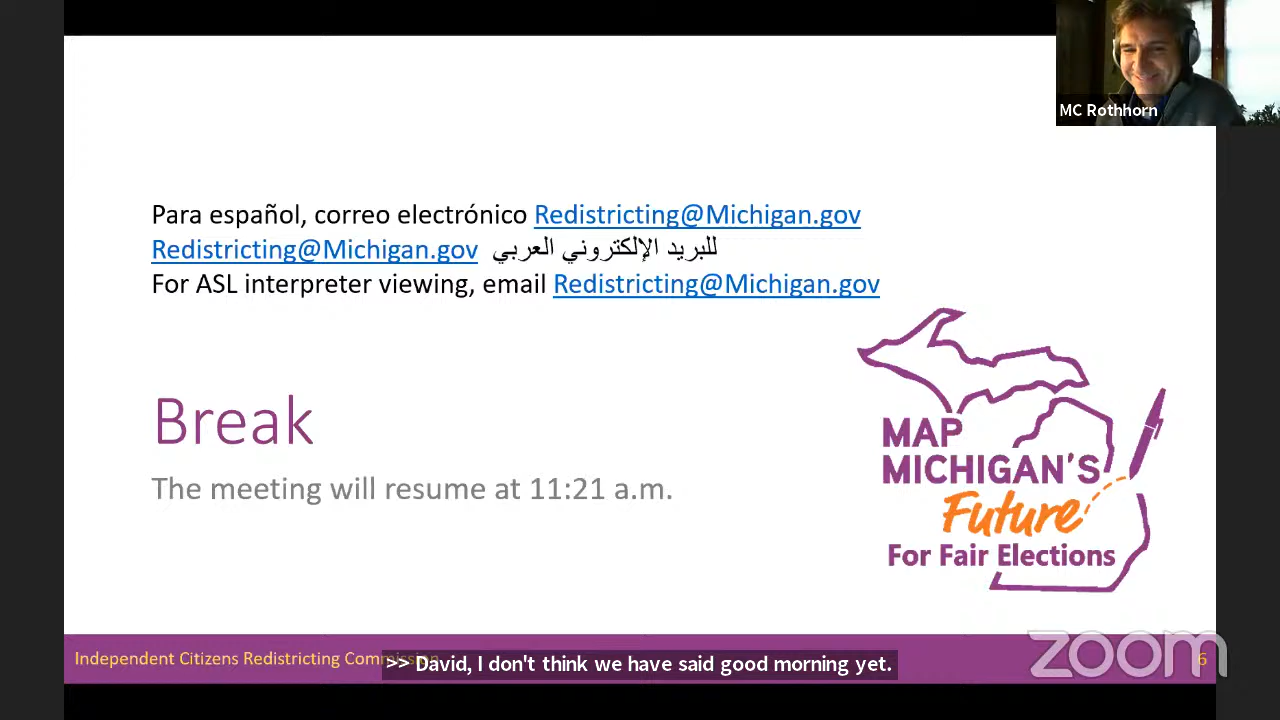 MC Rothhorn
Para español, correo electrónico Redistricting@Michigan.gov
Redistricting@Michigan.gov للبريد الإلكتروني العربي
For ASL interpreter viewing, email Redistricting@Michigan.gov
Break
The meeting will resume at 11:21 a.m.
MAP
MICHIGAN'S
Future
For Fair Elections
Independent Citizens Redistricting Commission
>> David, I don't think we have said good morning yet.
zoom
6